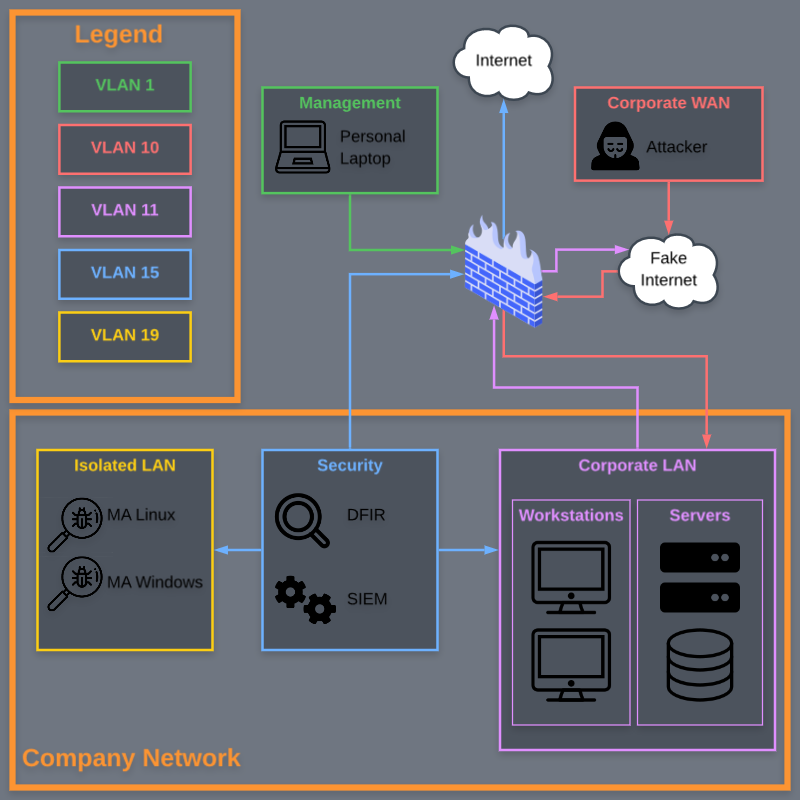 Legend
VLAN 1
VLAN 10
VLAN 11
VLAN 15
VLAN 19
Internet
Management
Personal
Laptop
Corporate WAN
Attacker
Fake
Internet
Isolated LAN
MA Linux
MA Windows
Security
DFIR
SIEM
Corporate LAN
Workstations
Servers
Company Network